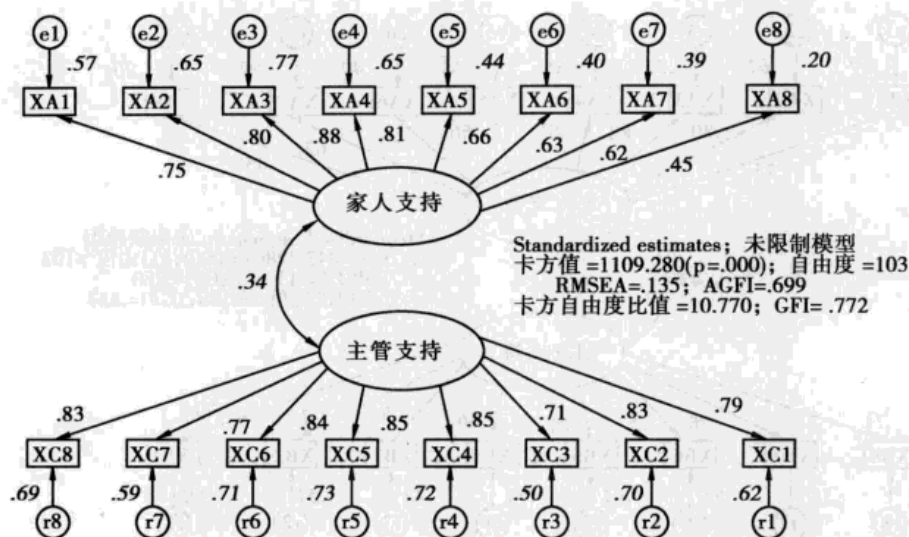 e1 e2 e3 e4 e5 e6 e7 e8
.57 .65 .77 .65 .44 .40 .39 .20
XA1 XA2 XA3 XA4 XA5 XA6 XA7 XA8
.75 .80 .88 .81 .66 .63 .62 .45
家人支持
Standardized estimates；未限制模型
卡方值=1109.280(p=.000)；自由度=103
RMSEA=.135；AGFI=.699
卡方自由度比值=10.770；GFI= .772
.34
主管支持
.83 .77 .84 .85 .85 .71 .83 .79
XC8 XC7 XC6 XC5 XC4 XC3 XC2 XC1
.69 .59 .71 .73 .72 .50 .70 .62
r8 r7 r6 r5 r4 r3 r2 r1